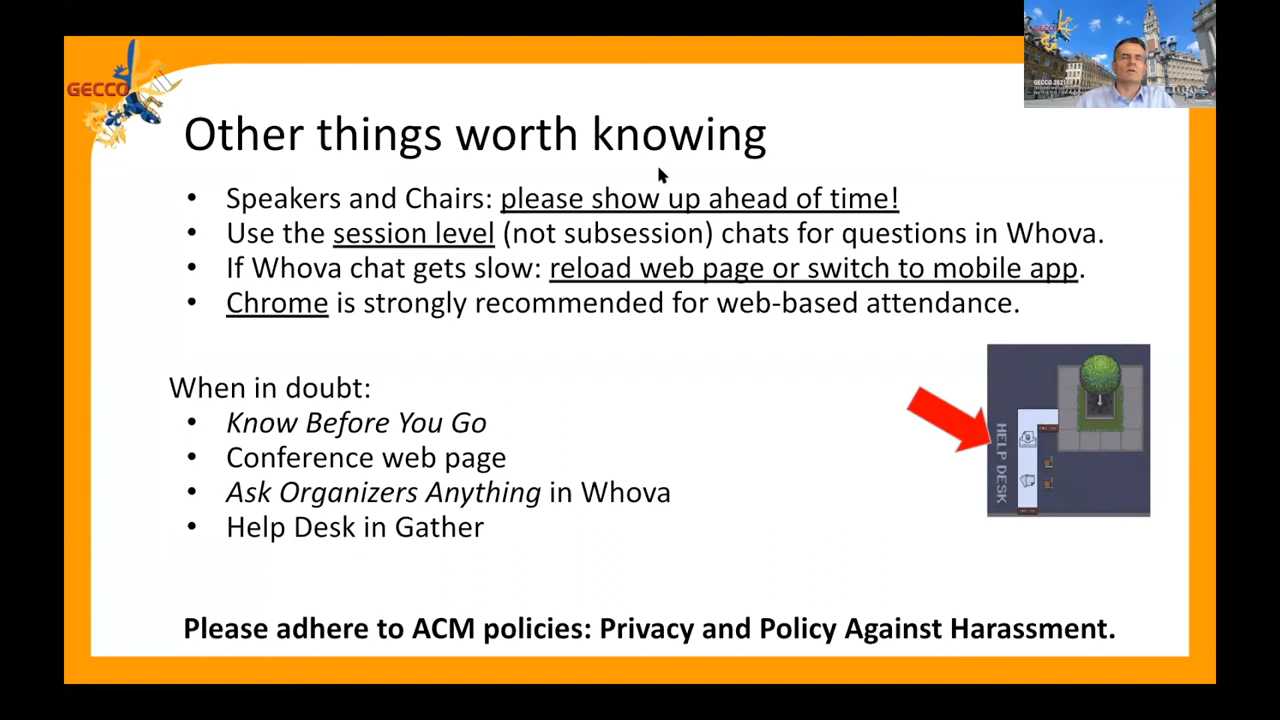 GECCO
GECCO
GECCO 2021
Other things worth knowing
• Speakers and Chairs: please show up ahead of time!
• Use the session level (not subsession) chats for questions in Whova.
• If Whova chat gets slow: reload web page or switch to mobile app.
• Chrome is strongly recommended for web-based attendance.
When in doubt:
• Know Before You Go
• Conference web page
• Ask Organizers Anything in Whova
• Help Desk in Gather
HELP DESK
Please adhere to ACM policies: Privacy and Policy Against Harassment.